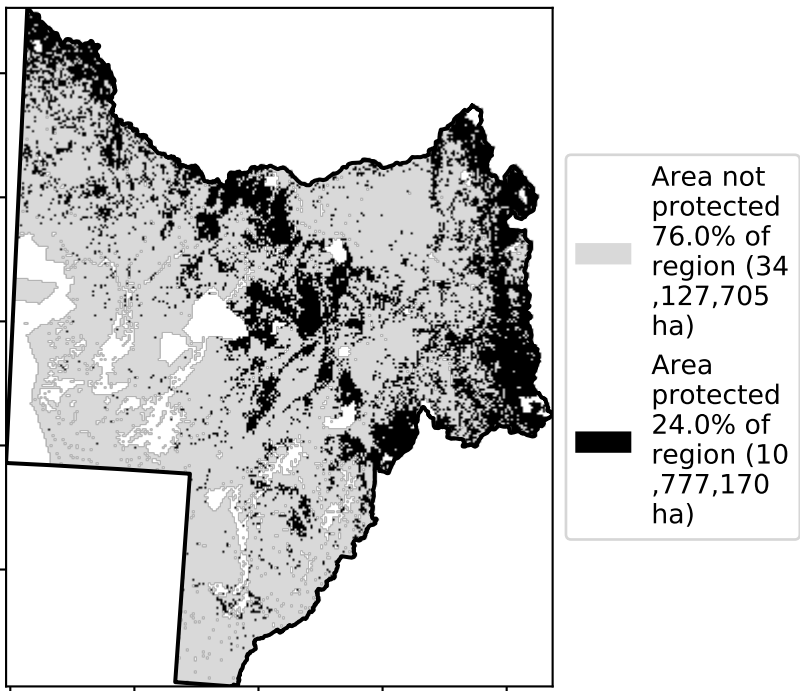 Area not
protected
76.0% of
region (34
,127,705
ha)
Area
protected
24.0% of
region (10
,777,170
ha)